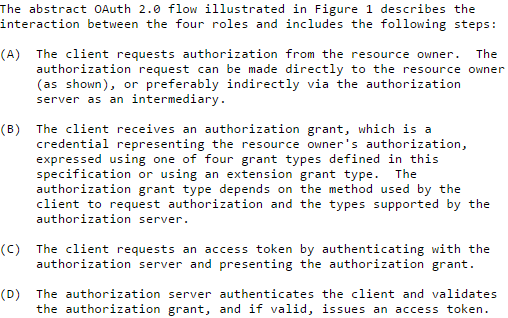 The abstract OAuth 2.0 flow illustrated in Figure 1 describes the
interaction between the four roles and includes the following steps:
(A) The client requests authorization from the resource owner. The
authorization request can be made directly to the resource owner
(as shown), or preferably indirectly via the authorization
server as an intermediary.
(B) The client receives an authorization grant, which is a
credential representing the resource owner's authorization,
expressed using one of four grant types defined in this
specification or using an extension grant type. The
authorization grant type depends on the method used by the
client to request authorization and the types supported by the
authorization server.
(C) The client requests an access token by authenticating with the
authorization server and presenting the authorization grant.
(D) The authorization server authenticates the client and validates
the authorization grant, and if valid, issues an access token.